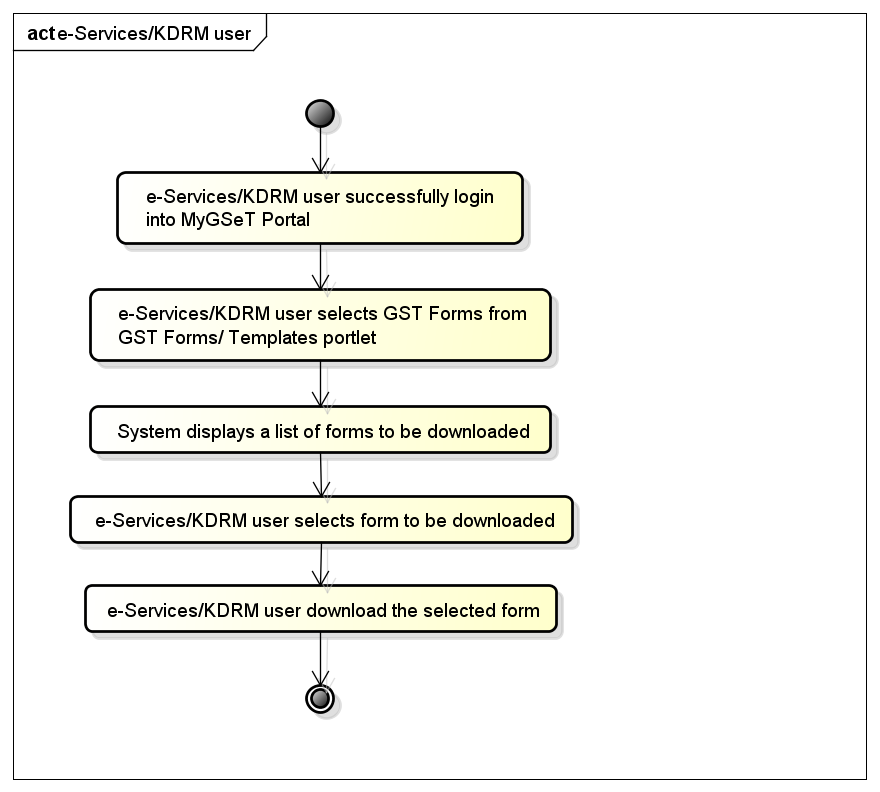 act e-Services/KDRM user
e-Services/KDRM user successfully login
into MyGSeT Portal
e-Services/KDRM user selects GST Forms from
GST Forms/ Templates portlet
System displays a list of forms to be downloaded
e-Services/KDRM user selects form to be downloaded
e-Services/KDRM user download the selected form